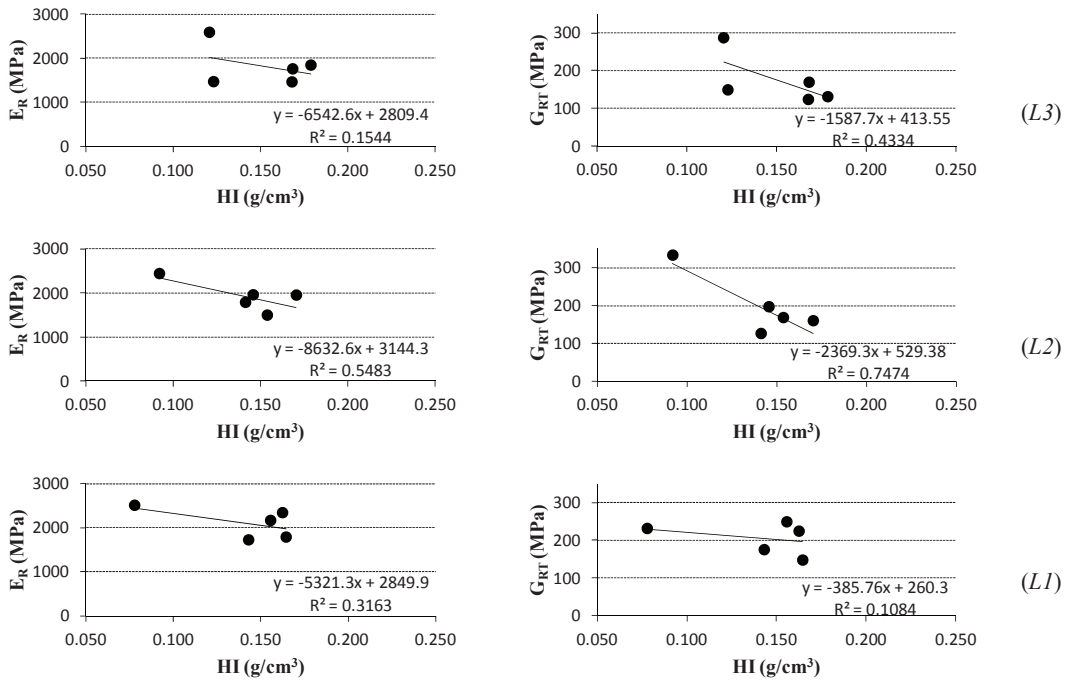 3000
2000
1000
0
E_R (MPa)
y = -6542.6x + 2809.4
R² = 0.1544
0.050 0.100 0.150 0.200 0.250
HI (g/cm³)
300
200
100
0
G_RT (MPa)
y = -1587.7x + 413.55
R² = 0.4334
0.050 0.100 0.150 0.200 0.250
HI (g/cm³)
(L3)
3000
2000
1000
0
E_R (MPa)
y = -8632.6x + 3144.3
R² = 0.5483
0.050 0.100 0.150 0.200 0.250
HI (g/cm³)
300
200
100
0
G_RT (MPa)
y = -2369.3x + 529.38
R² = 0.7474
0.050 0.100 0.150 0.200 0.250
HI (g/cm³)
(L2)
3000
2000
1000
0
E_R (MPa)
y = -5321.3x + 2849.9
R² = 0.3163
0.050 0.100 0.150 0.200 0.250
HI (g/cm³)
300
200
100
0
G_RT (MPa)
y = -385.76x + 260.3
R² = 0.1084
0.050 0.100 0.150 0.200 0.250
HI (g/cm³)
(L1)